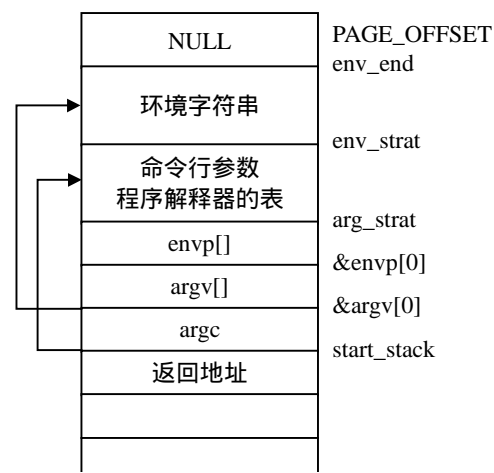 NULL
PAGE_OFFSET
env_end
环境字符串
env_strat
命令行参数
程序解释器的表
arg_strat
envp[]
&envp[0]
argv[]
&argv[0]
argc
start_stack
返回地址